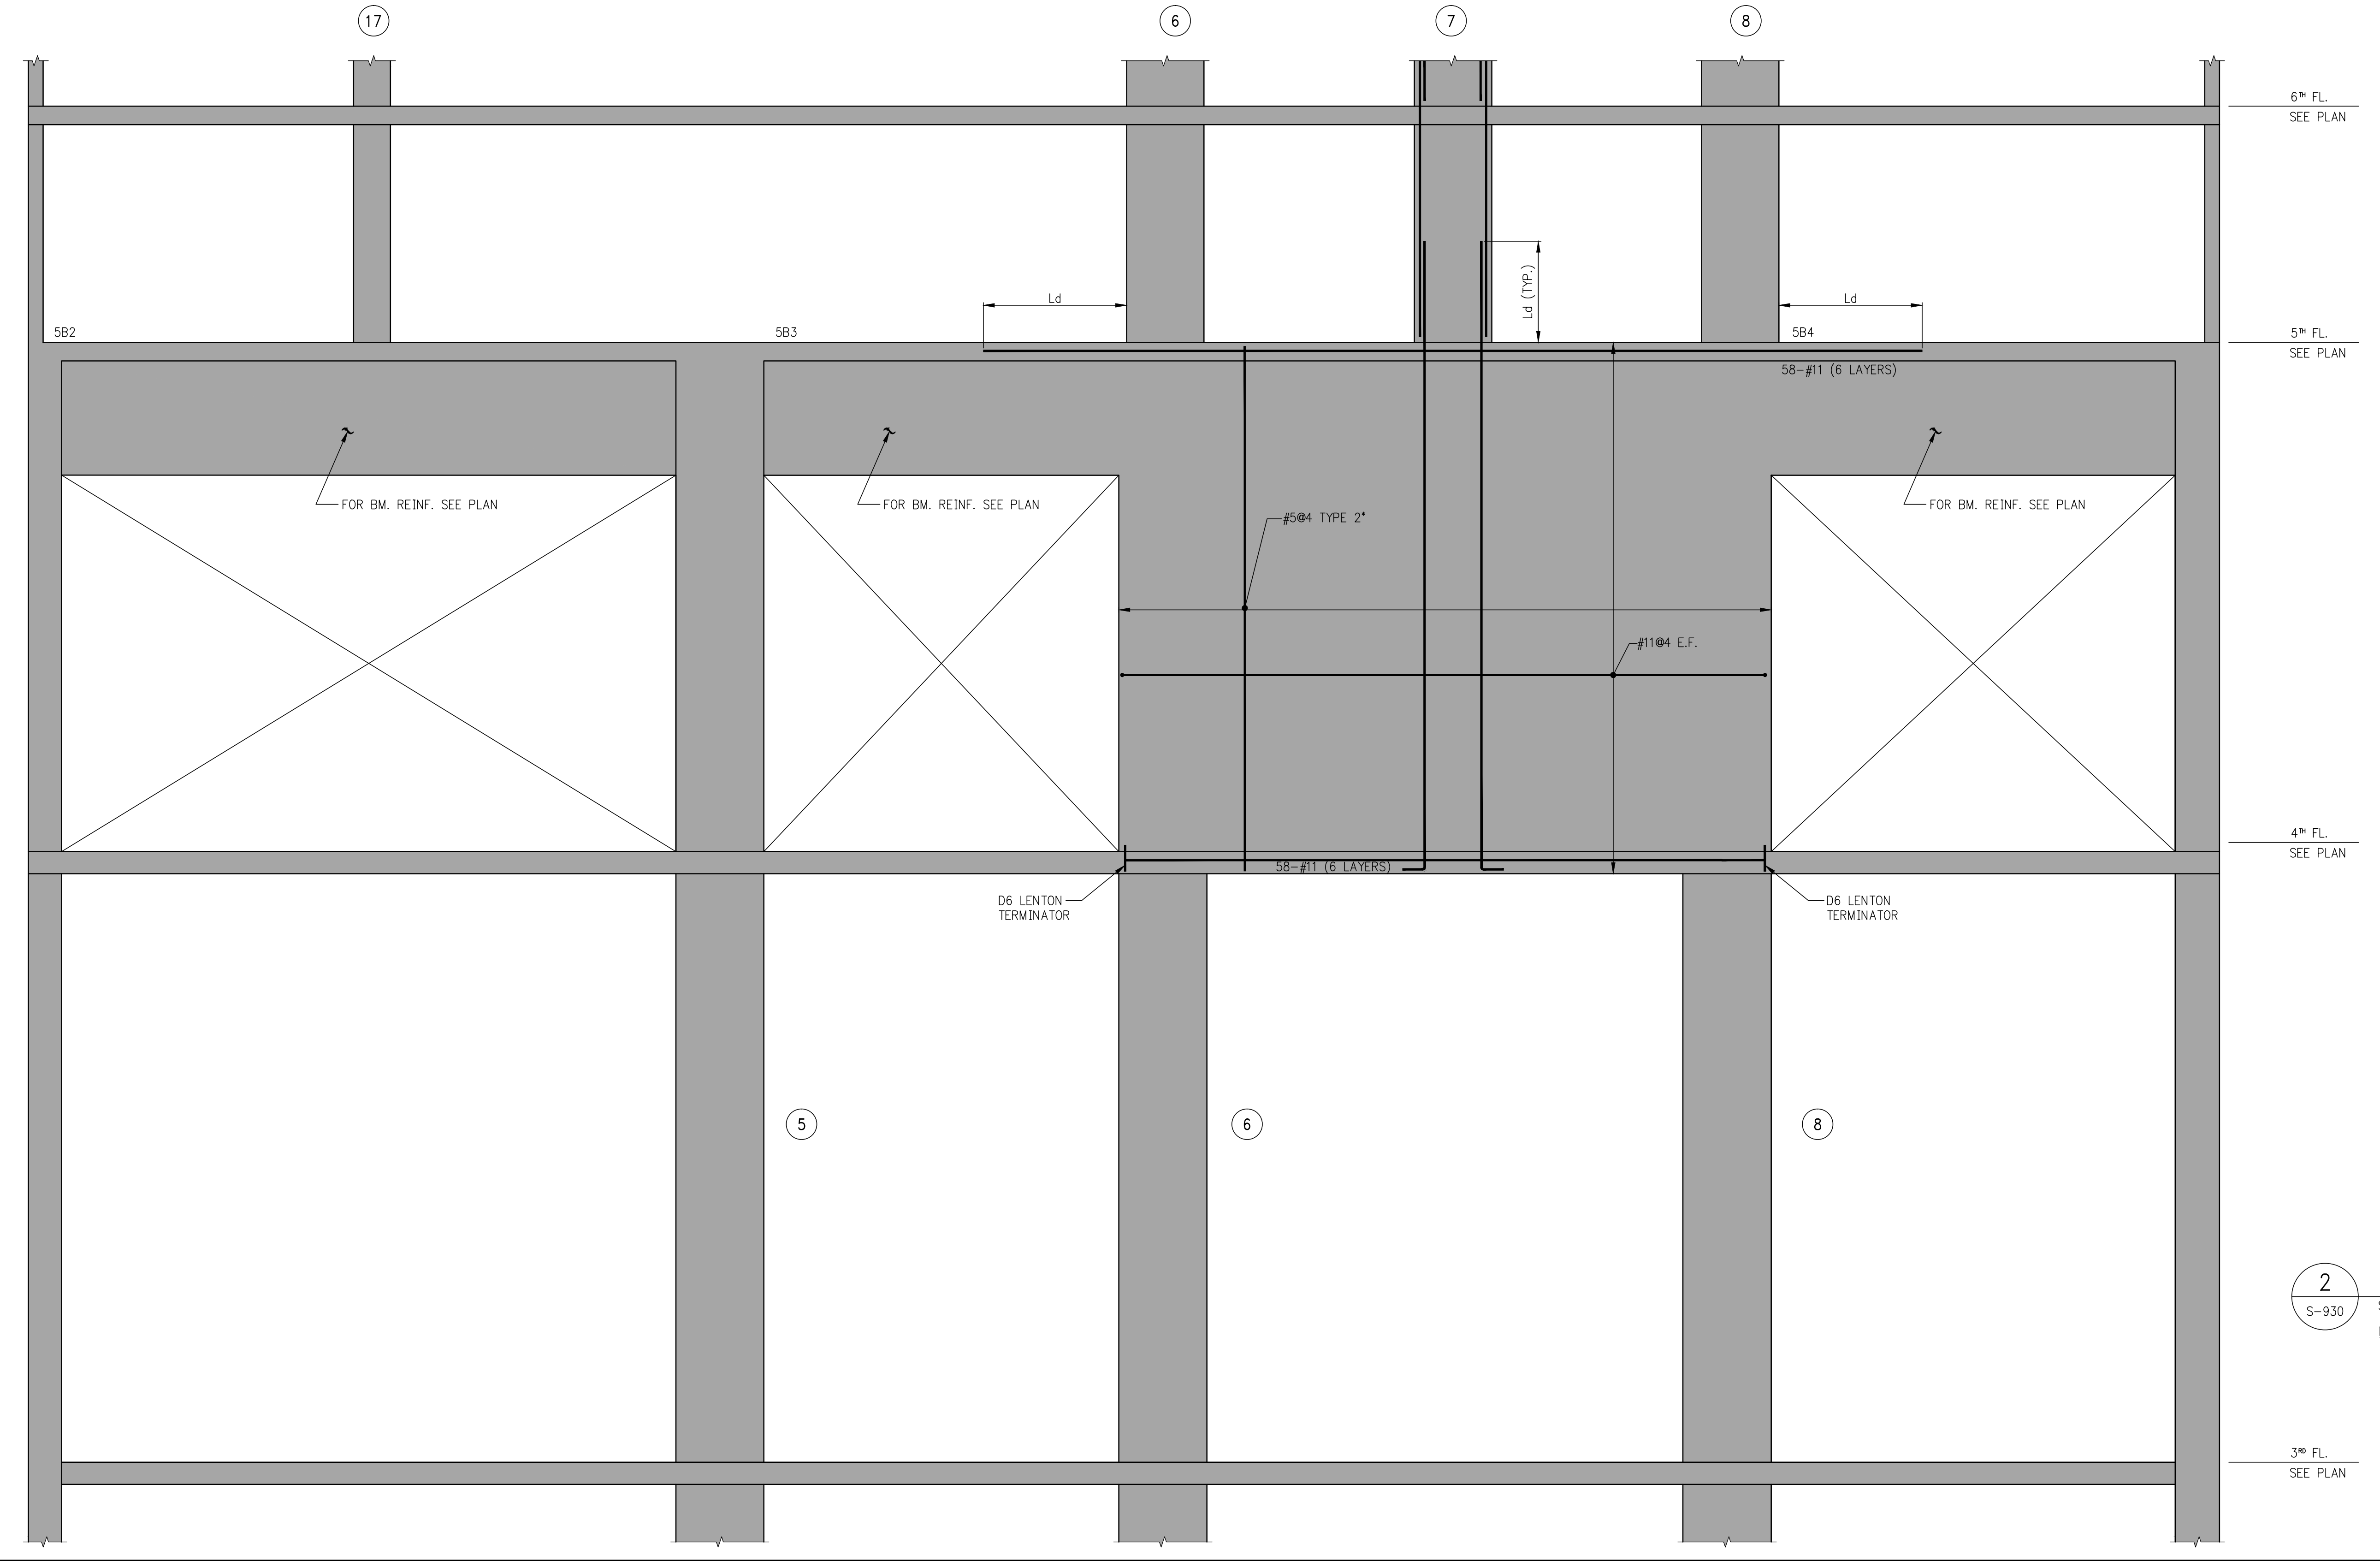 17
6
7
8
6TH FL.
SEE PLAN
Ld
Ld (TYP.)
Ld
5B2
5B3
5B4
5TH FL.
SEE PLAN
58-#11 (6 LAYERS)
FOR BM. REINF. SEE PLAN
FOR BM. REINF. SEE PLAN
FOR BM. REINF. SEE PLAN
#5@4 TYPE 2*
#11@4 E.F.
4TH FL.
SEE PLAN
58-#11 (6 LAYERS)
D6 LENTON
TERMINATOR
D6 LENTON
TERMINATOR
5
6
8
2
S-930
3RD FL.
SEE PLAN